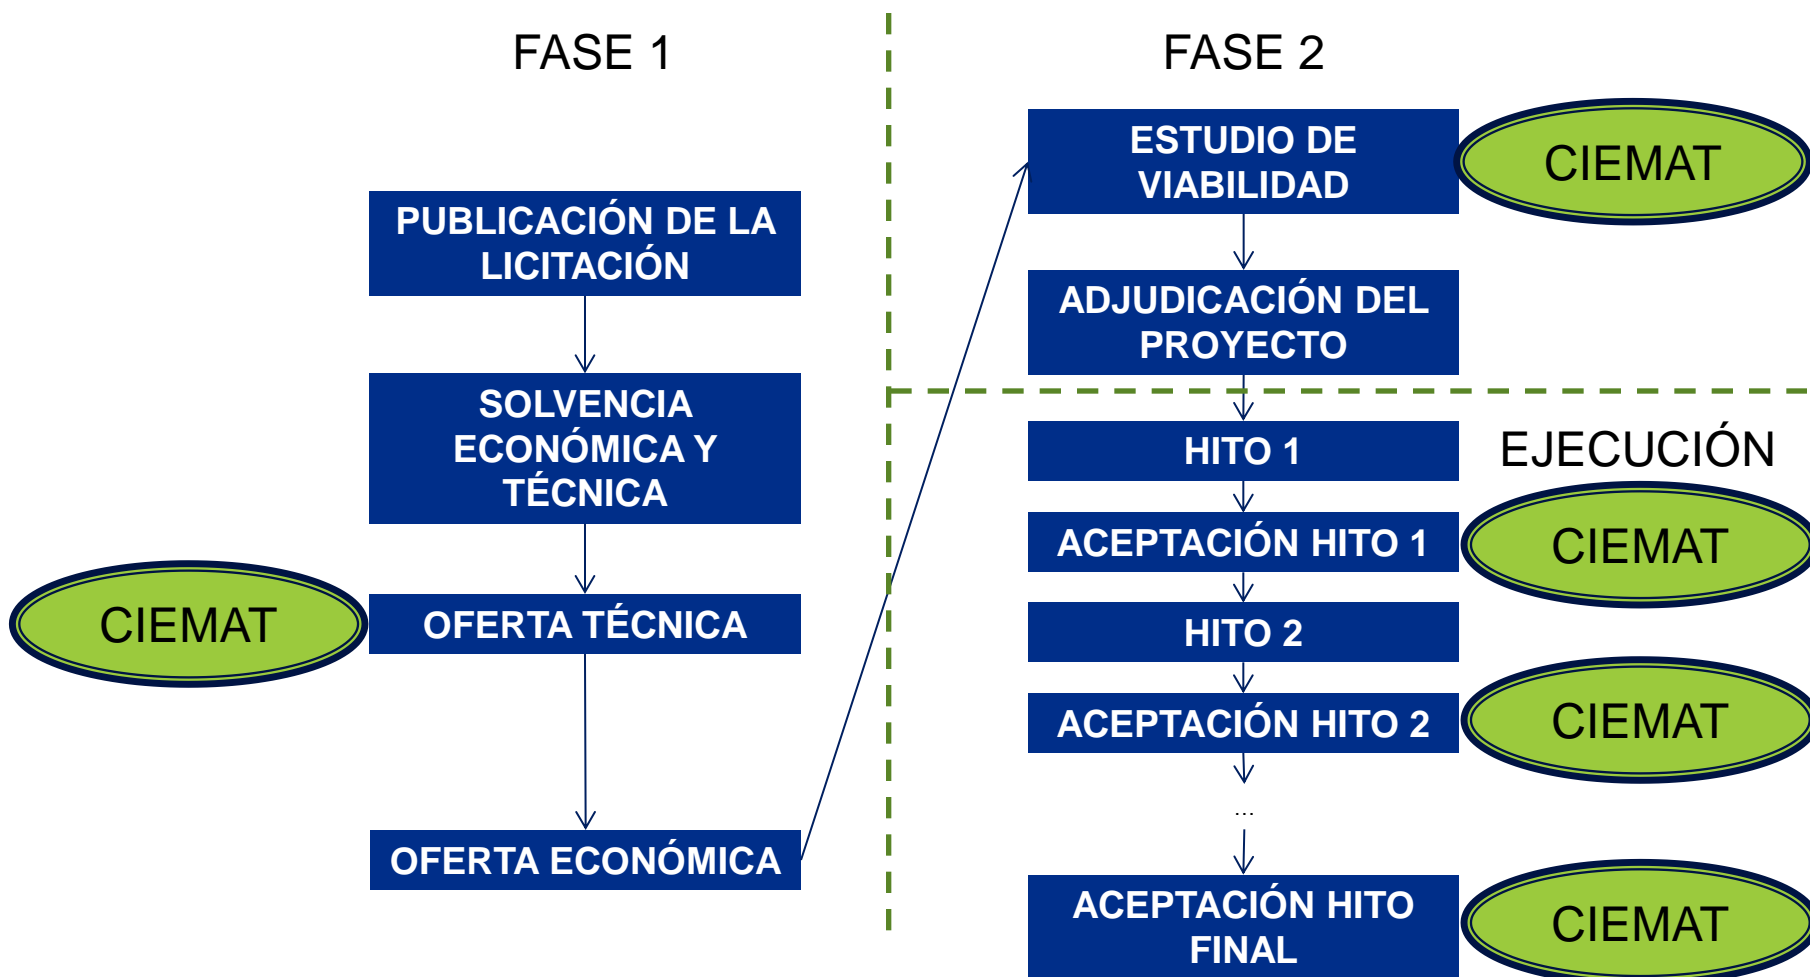 FASE 1
PUBLICACIÓN DE LA
LICITACIÓN
SOLVENCIA
ECONÓMICA Y
TÉCNICA
CIEMAT
OFERTA TÉCNICA
OFERTA ECONÓMICA
FASE 2
ESTUDIO DE
VIABILIDAD
CIEMAT
ADJUDICACIÓN DEL
PROYECTO
HITO 1
EJECUCIÓN
ACEPTACIÓN HITO 1
CIEMAT
HITO 2
ACEPTACIÓN HITO 2
CIEMAT
...
ACEPTACIÓN HITO
FINAL
CIEMAT